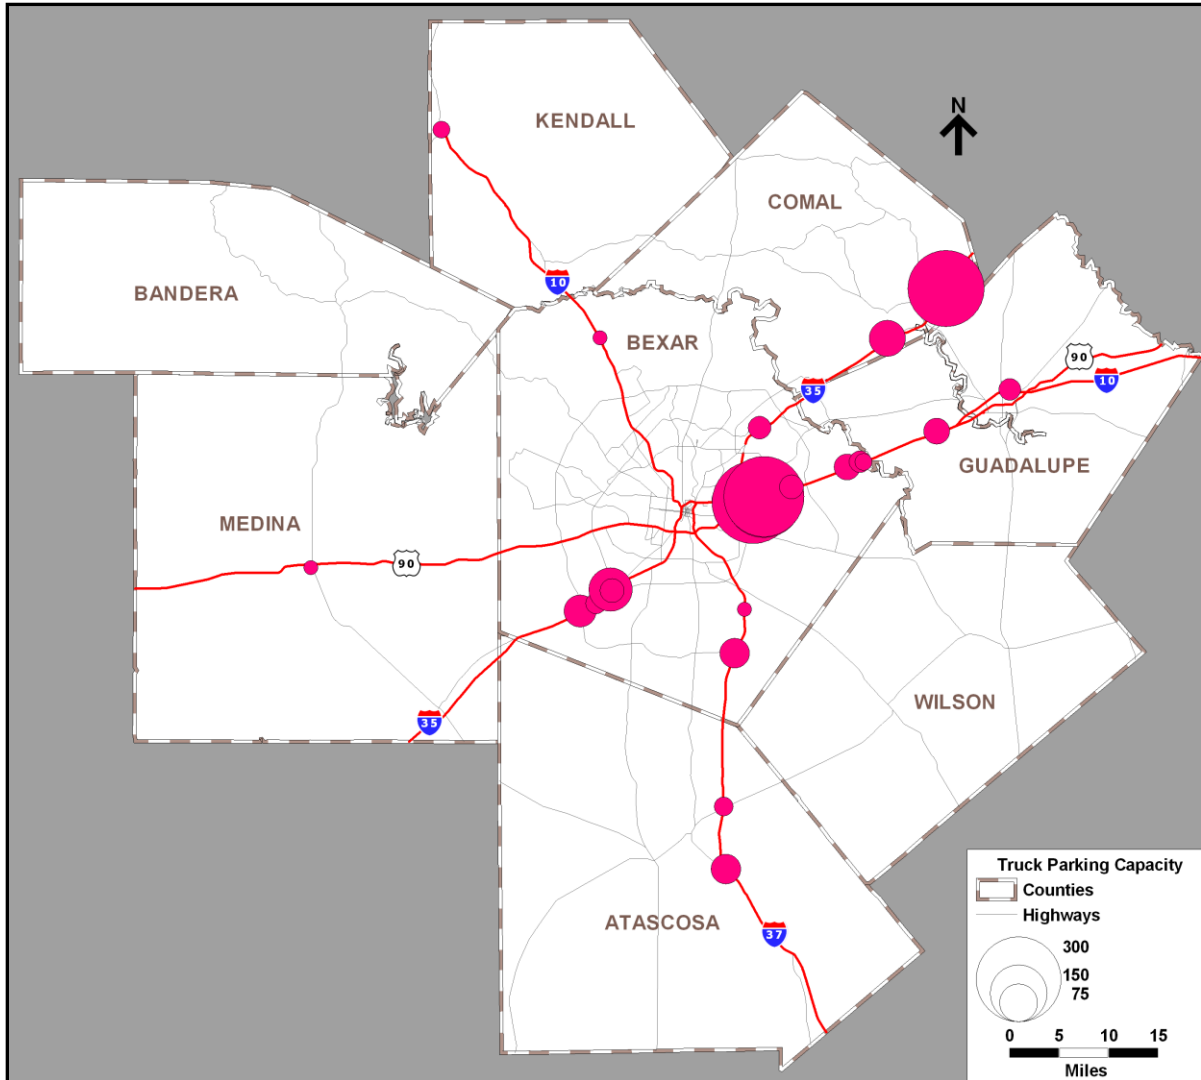 N
KENDALL
COMAL
10
BANDERA
BEXAR
90
10
35
GUADALUPE
MEDINA
90
WILSON
35
ATASCOSA
37
Truck Parking Capacity
Counties
Highways
300
150
75
0 5 10 15
Miles